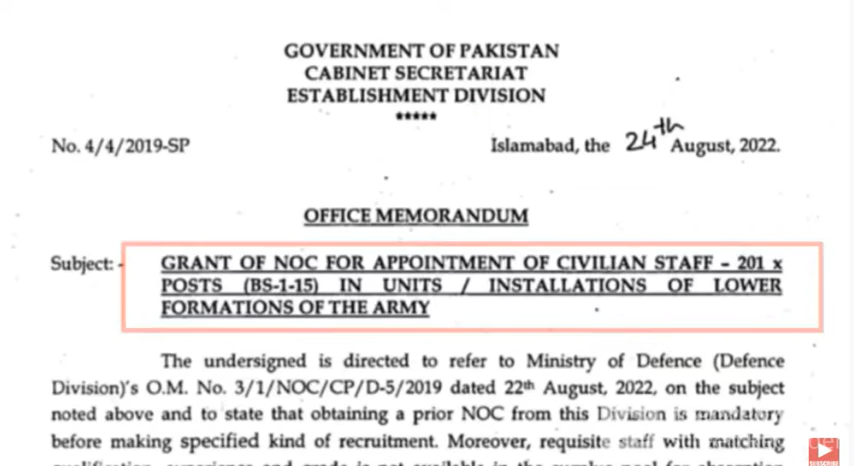 GOVERNMENT OF PAKISTAN
CABINET SECRETARIAT
ESTABLISHMENT DIVISION
*****
No. 4/4/2019-SP Islamabad, the 24th August, 2022.
OFFICE MEMORANDUM
Subject: - GRANT OF NOC FOR APPOINTMENT OF CIVILIAN STAFF – 201 x
POSTS (BS-1-15) IN UNITS / INSTALLATIONS OF LOWER
FORMATIONS OF THE ARMY
The undersigned is directed to refer to Ministry of Defence (Defence
Division)'s O.M. No. 3/1/NOC/CP/D-5/2019 dated 22th August, 2022, on the subject
noted above and to state that obtaining a prior NOC from this Division is mandatory
before making specified kind of recruitment. Moreover, requisite staff with matching
SUBSCRIBE